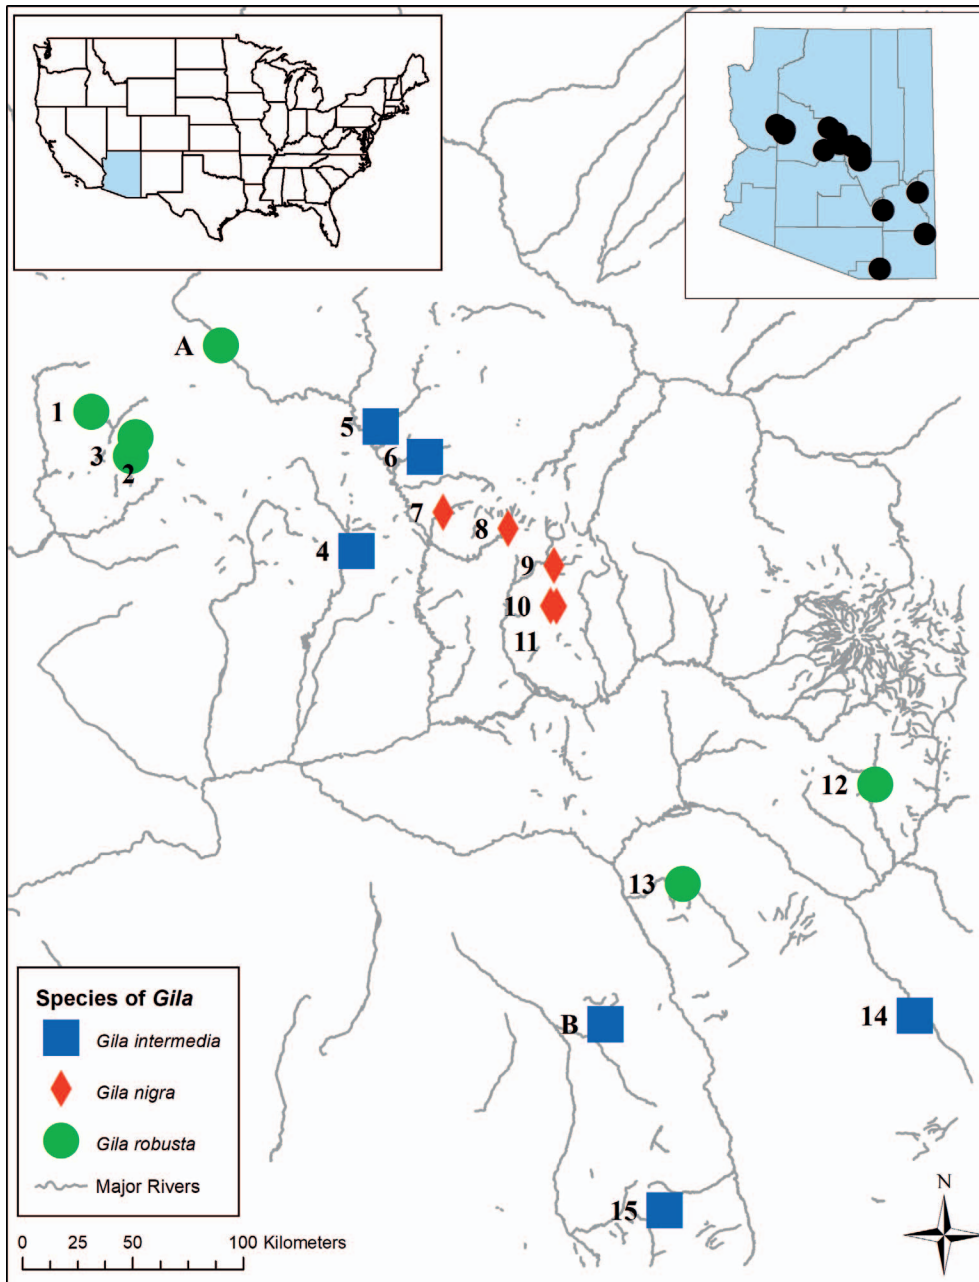 A
1
5
3
6
2
7
8
4
9
10
11
12
13
14
B
15
Species of Gila
Gila intermedia
Gila nigra
Gila robusta
Major Rivers
N
0 25 50 100 Kilometers